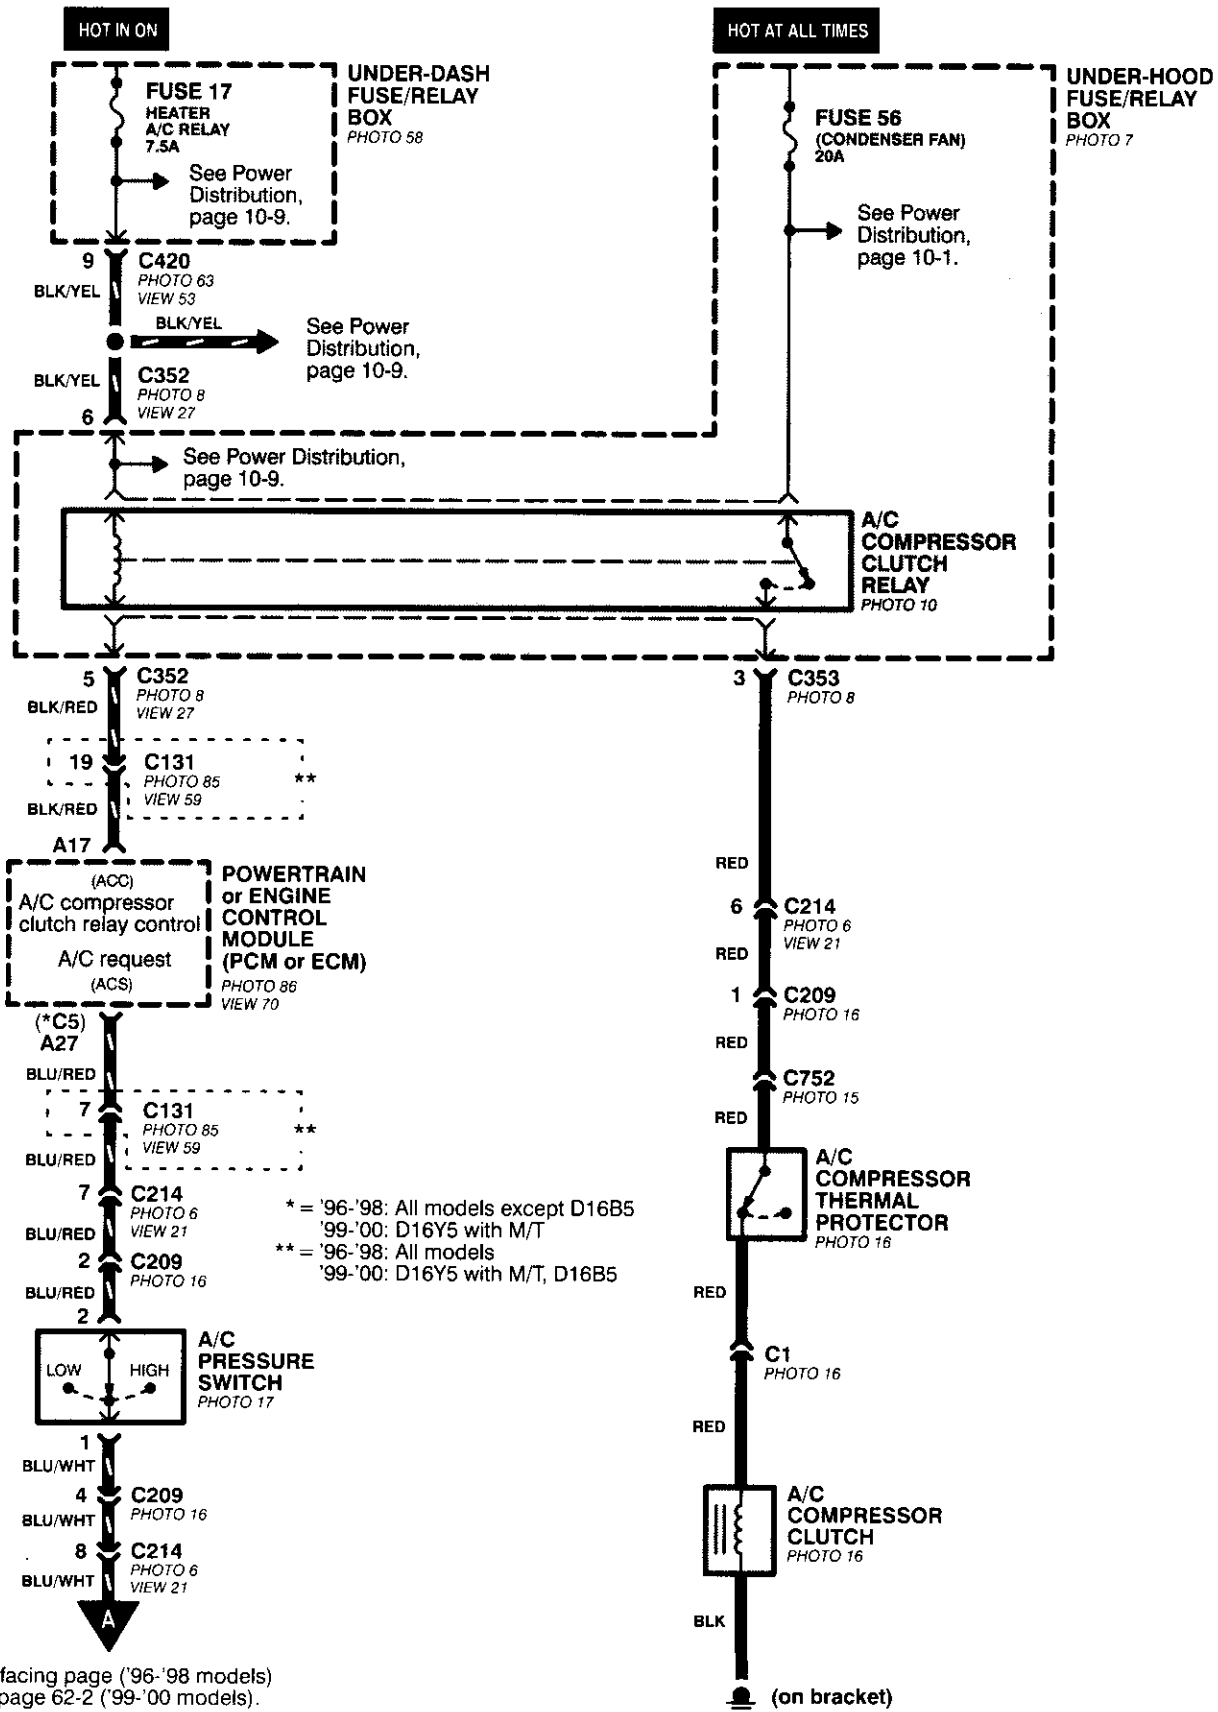 HOT IN ON
HOT AT ALL TIMES
FUSE 17
HEATER
A/C RELAY
7.5A
See Power
Distribution,
page 10-9.
UNDER-DASH
FUSE/RELAY
BOX
PHOTO 58
FUSE 56
(CONDENSER FAN)
20A
See Power
Distribution,
page 10-1.
UNDER-HOOD
FUSE/RELAY
BOX
PHOTO 7
9
C420
PHOTO 63
VIEW 53
BLK/YEL
BLK/YEL
See Power
Distribution,
page 10-9.
BLK/YEL
C352
PHOTO 8
VIEW 27
6
See Power Distribution,
page 10-9.
A/C
COMPRESSOR
CLUTCH
RELAY
PHOTO 10
5
C352
PHOTO 8
VIEW 27
BLK/RED
3
C353
PHOTO 8
19
C131
PHOTO 85
VIEW 59
**
BLK/RED
A17
(ACC)
A/C compressor
clutch relay control
A/C request
(ACS)
POWERTRAIN
or ENGINE
CONTROL
MODULE
(PCM or ECM)
PHOTO 86
VIEW 70
RED
6
C214
PHOTO 6
VIEW 21
RED
1
C209
PHOTO 16
RED
C752
PHOTO 15
RED
(*C5)
A27
BLU/RED
7
C131
PHOTO 85
VIEW 59
**
BLU/RED
7
C214
PHOTO 6
VIEW 21
BLU/RED
2
C209
PHOTO 16
BLU/RED
2
* = '96-'98: All models except D16B5
'99-'00: D16Y5 with M/T
** = '96-'98: All models
'99-'00: D16Y5 with M/T, D16B5
A/C
COMPRESSOR
THERMAL
PROTECTOR
PHOTO 16
RED
LOW
HIGH
A/C
PRESSURE
SWITCH
PHOTO 17
C1
PHOTO 16
RED
1
BLU/WHT
4
C209
PHOTO 16
BLU/WHT
8
C214
PHOTO 6
VIEW 21
BLU/WHT
A
A/C
COMPRESSOR
CLUTCH
PHOTO 16
BLK
facing page ('96-'98 models)
page 62-2 ('99-'00 models).
(on bracket)